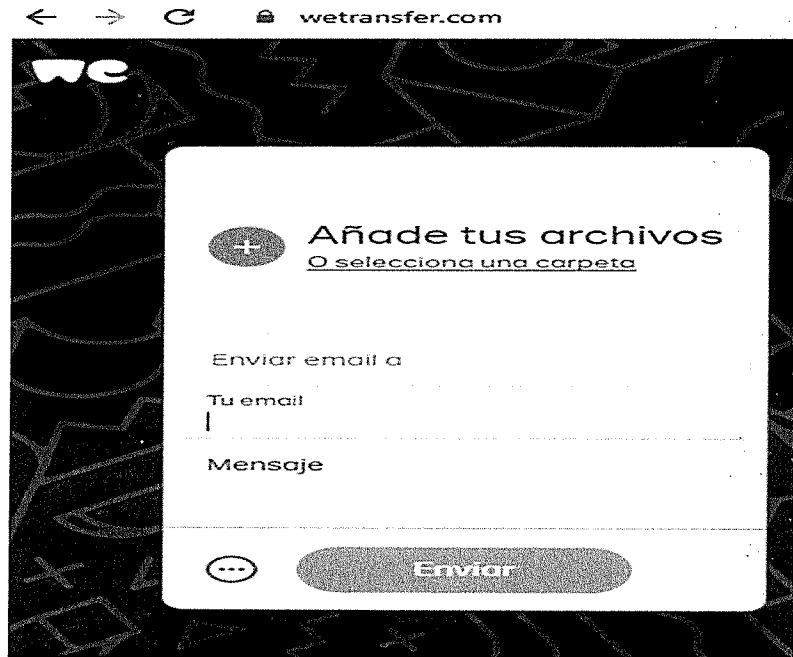 wetransfer.com
we
Añade tus archivos
O selecciona una carpeta
Enviar email a
Tu email
Mensaje
Enviar